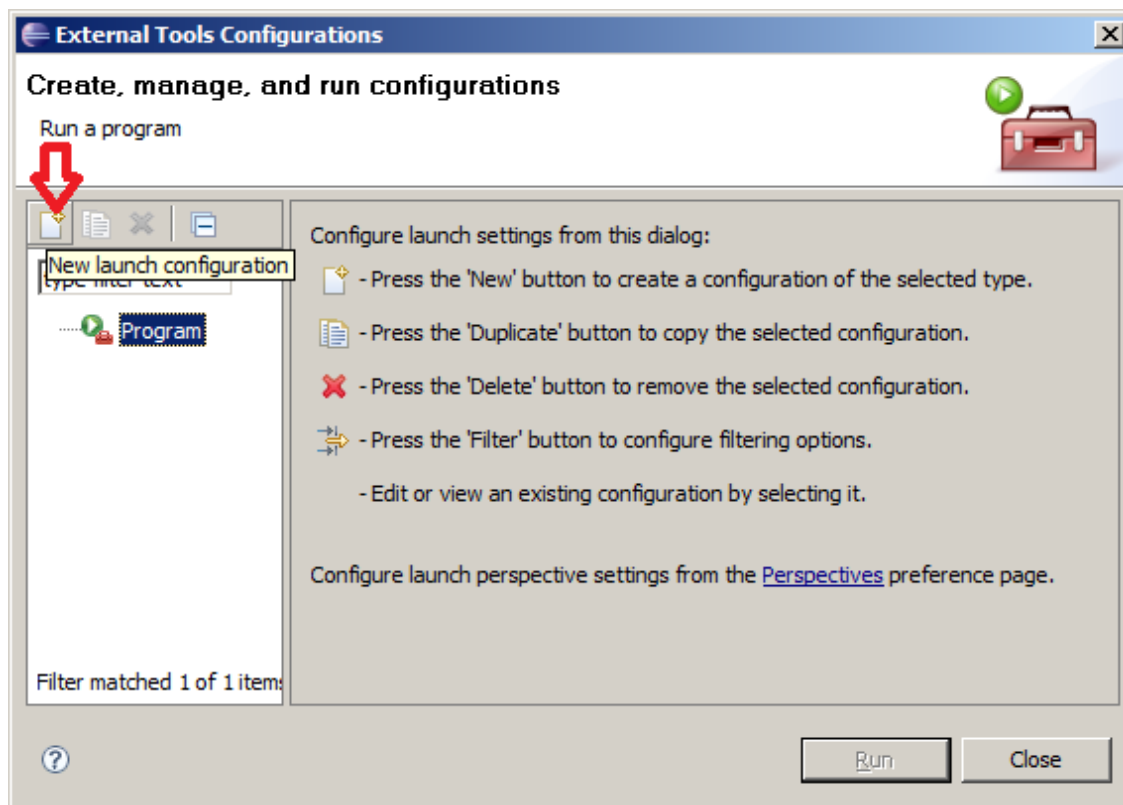 External Tools Configurations
Create, manage, and run configurations
Run a program
New launch configuration
type filter text
Program
Filter matched 1 of 1 items
Configure launch settings from this dialog:
- Press the 'New' button to create a configuration of the selected type.
- Press the 'Duplicate' button to copy the selected configuration.
- Press the 'Delete' button to remove the selected configuration.
- Press the 'Filter' button to configure filtering options.
- Edit or view an existing configuration by selecting it.
Configure launch perspective settings from the Perspectives preference page.
?
Run
Close